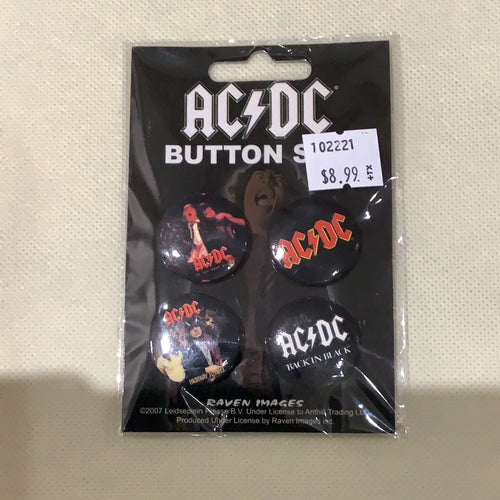 AC⚡DC
BUTTON S
102221
$8.99 +TX
AC⚡DC
AC⚡DC
AC⚡DC
AC⚡DC
BACK IN BLACK
RAVEN IMAGES
©2007 Leidseplein Presse B.V. Under License to Anthill Trading LLC
Produced Under License by Raven Images Inc.